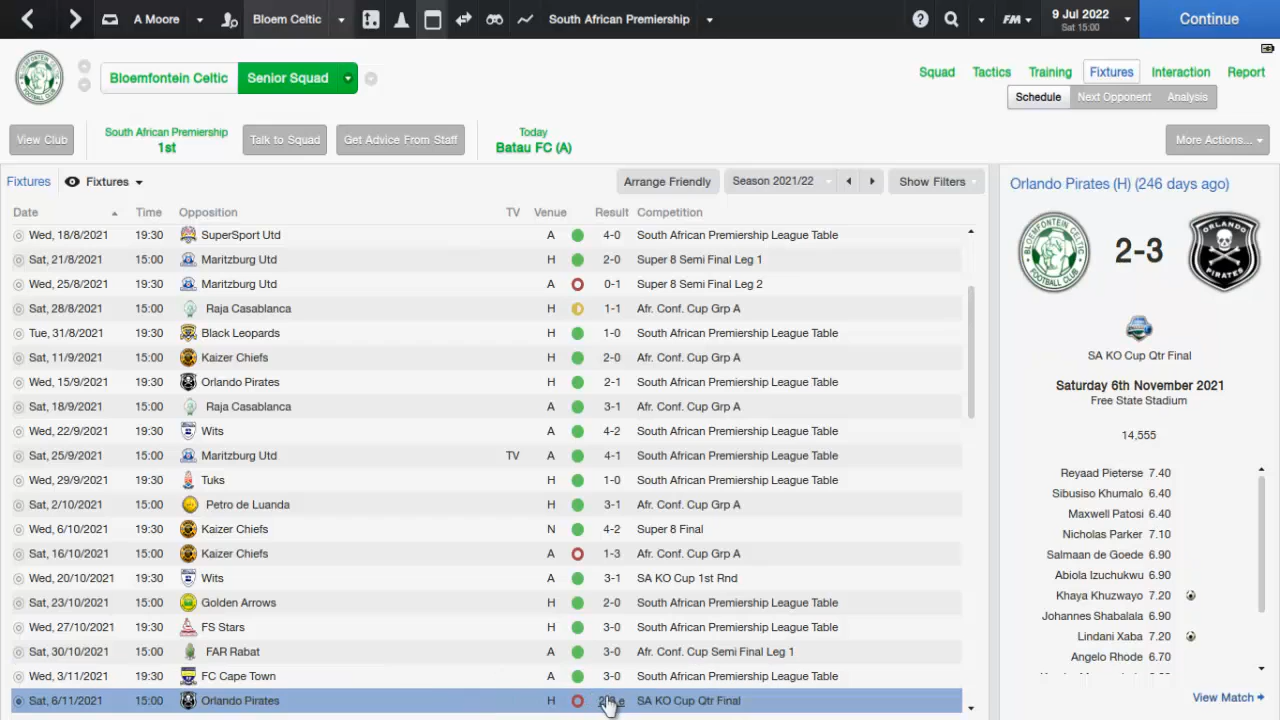 A Moore Bloem Celtic South African Premiership FM 9 Jul 2022 Sat 15:00 Continue
Bloemfontein Celtic Senior Squad
Squad Tactics Training Fixtures Interaction Report
Schedule Next Opponent Analysis
View Club South African Premiership 1st Talk to Squad Get Advice From Staff Today Batau FC (A) More Actions...
Fixtures Fixtures Arrange Friendly Season 2021/22 Show Filters
Date Time Opposition TV Venue Result Competition
Wed, 18/8/2021 19:30 SuperSport Utd A 4-0 South African Premiership League Table
Sat, 21/8/2021 15:00 Maritzburg Utd H 2-0 Super 8 Semi Final Leg 1
Wed, 25/8/2021 19:30 Maritzburg Utd A 0-1 Super 8 Semi Final Leg 2
Sat, 28/8/2021 15:00 Raja Casablanca H 1-1 Afr. Conf. Cup Grp A
Tue, 31/8/2021 19:30 Black Leopards H 1-0 South African Premiership League Table
Sat, 11/9/2021 15:00 Kaizer Chiefs H 2-0 Afr. Conf. Cup Grp A
Wed, 15/9/2021 19:30 Orlando Pirates H 2-1 South African Premiership League Table
Sat, 18/9/2021 15:00 Raja Casablanca A 3-1 Afr. Conf. Cup Grp A
Wed, 22/9/2021 19:30 Wits A 4-2 South African Premiership League Table
Sat, 25/9/2021 15:00 Maritzburg Utd TV A 4-1 South African Premiership League Table
Wed, 29/9/2021 19:30 Tuks H 1-0 South African Premiership League Table
Sat, 2/10/2021 15:00 Petro de Luanda H 3-1 Afr. Conf. Cup Grp A
Wed, 6/10/2021 19:30 Kaizer Chiefs N 4-2 Super 8 Final
Sat, 16/10/2021 15:00 Kaizer Chiefs A 1-3 Afr. Conf. Cup Grp A
Wed, 20/10/2021 19:30 Wits A 3-1 SA KO Cup 1st Rnd
Sat, 23/10/2021 15:00 Golden Arrows H 2-0 South African Premiership League Table
Wed, 27/10/2021 19:30 FS Stars H 3-0 South African Premiership League Table
Sat, 30/10/2021 15:00 FAR Rabat A 3-0 Afr. Conf. Cup Semi Final Leg 1
Wed, 3/11/2021 19:30 FC Cape Town A 3-0 South African Premiership League Table
Sat, 6/11/2021 15:00 Orlando Pirates H SA KO Cup Qtr Final
Orlando Pirates (H) (246 days ago)
BLOEMFONTEIN CELTIC FOOTBALL CLUB 2-3 ORLANDO PIRATES
SA KO Cup Qtr Final
Saturday 6th November 2021
Free State Stadium
14,555
Reyaad Pieterse 7.40
Sibusiso Khumalo 6.40
Maxwell Patosi 6.40
Nicholas Parker 7.10
Salmaan de Goede 6.90
Abiola Izuchukwu 6.90
Khaya Khuzwayo 7.20
Johannes Shabalala 6.90
Lindani Xaba 7.20
Angelo Rhode 6.70
View Match